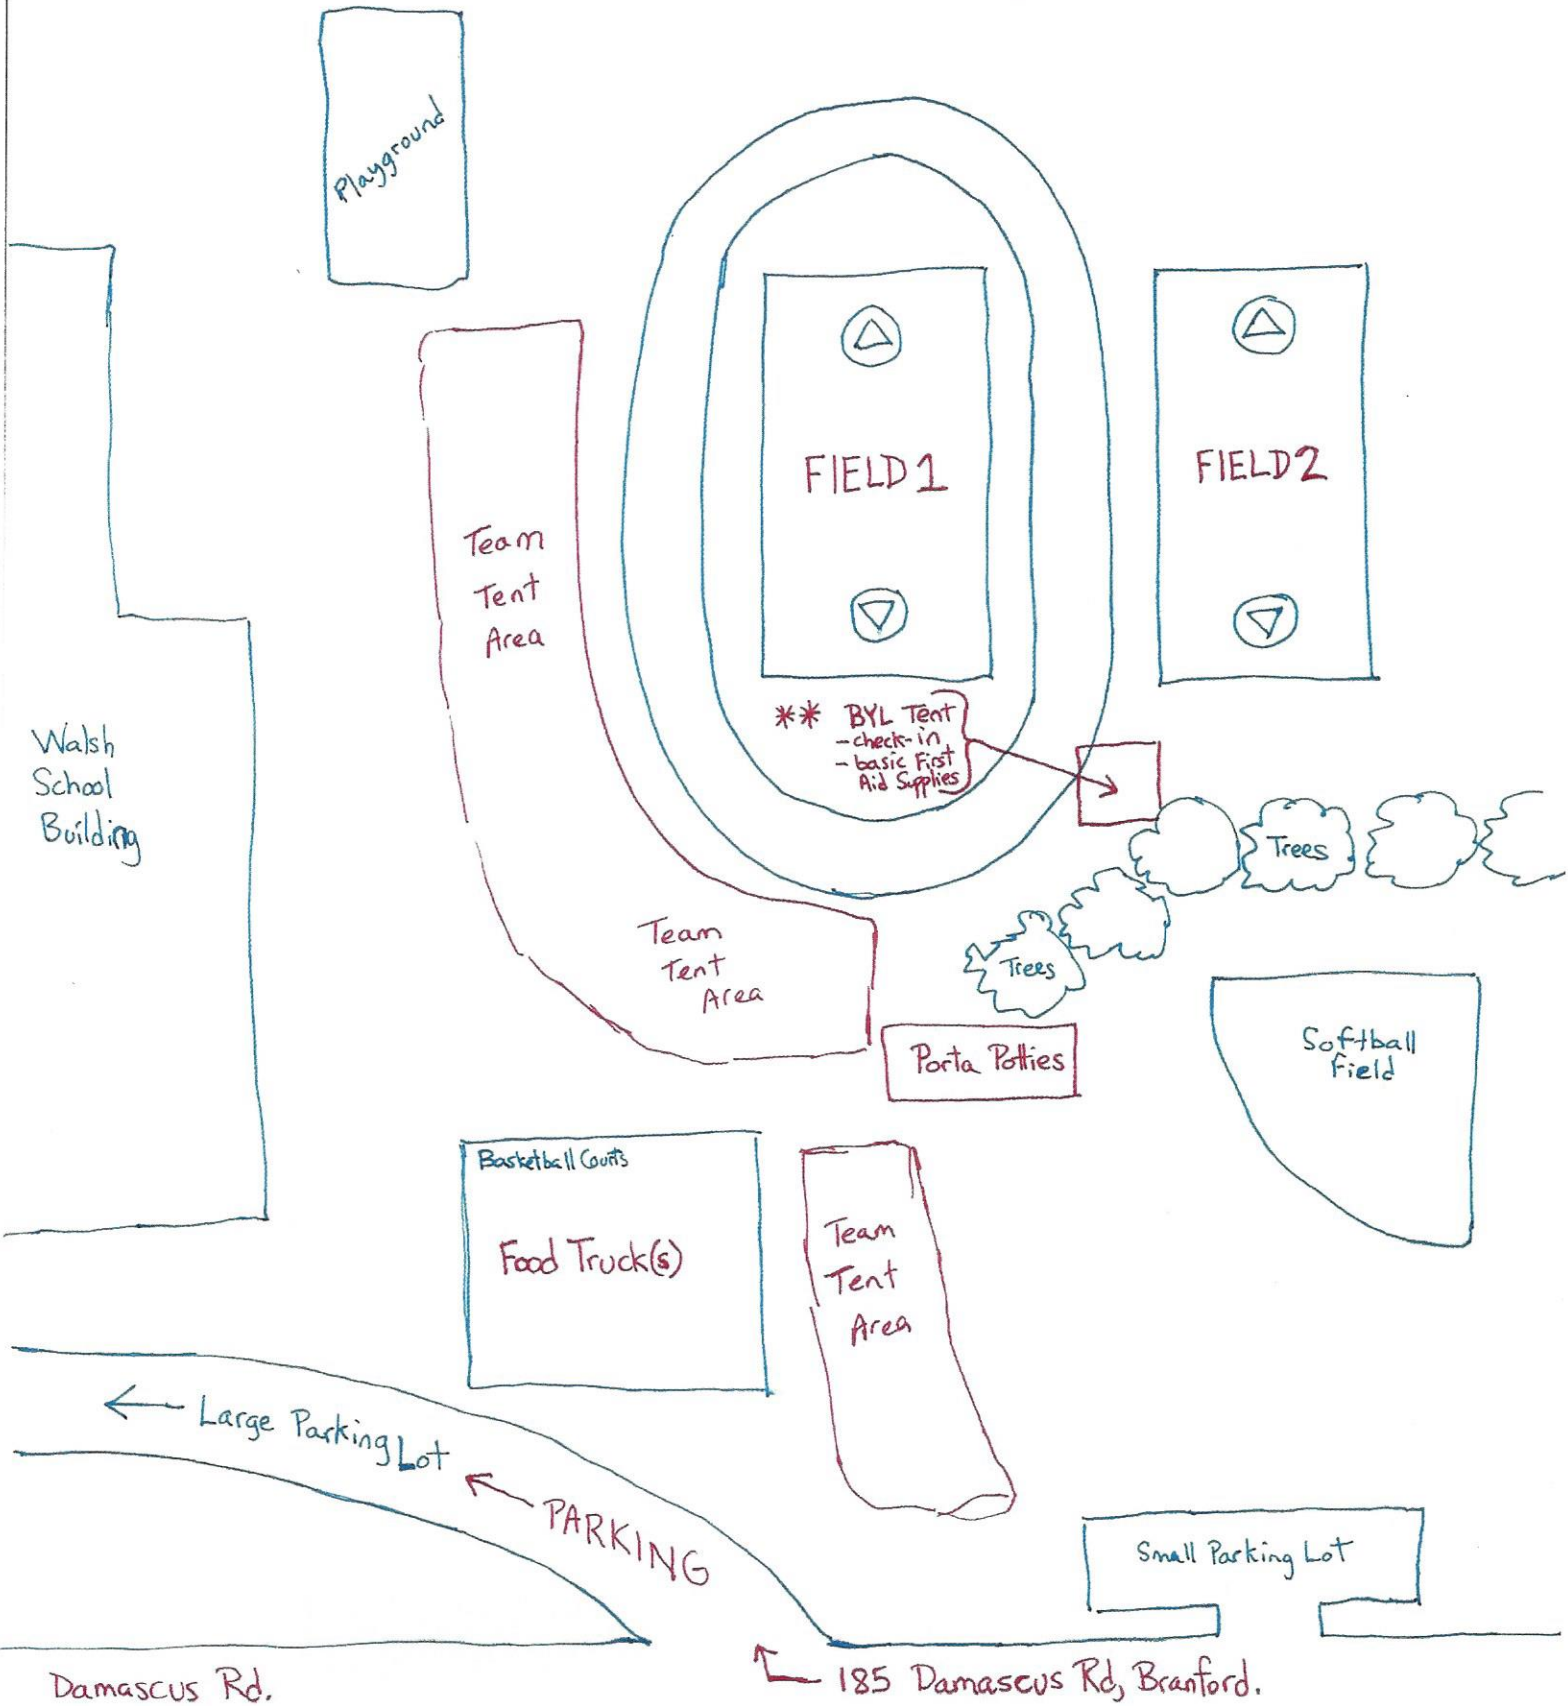 Playground
FIELD 1
FIELD 2
Team
Tent
Area
** BYL Tent
- check-in
- basic First
Aid Supplies
Walsh
School
Building
Trees
Team
Tent
Area
Trees
Softball
Field
Porta Potties
Basketball Courts
Food Truck(s)
Team
Tent
Area
← Large Parking Lot
← PARKING
Small Parking Lot
Damascus Rd.
185 Damascus Rd, Branford.